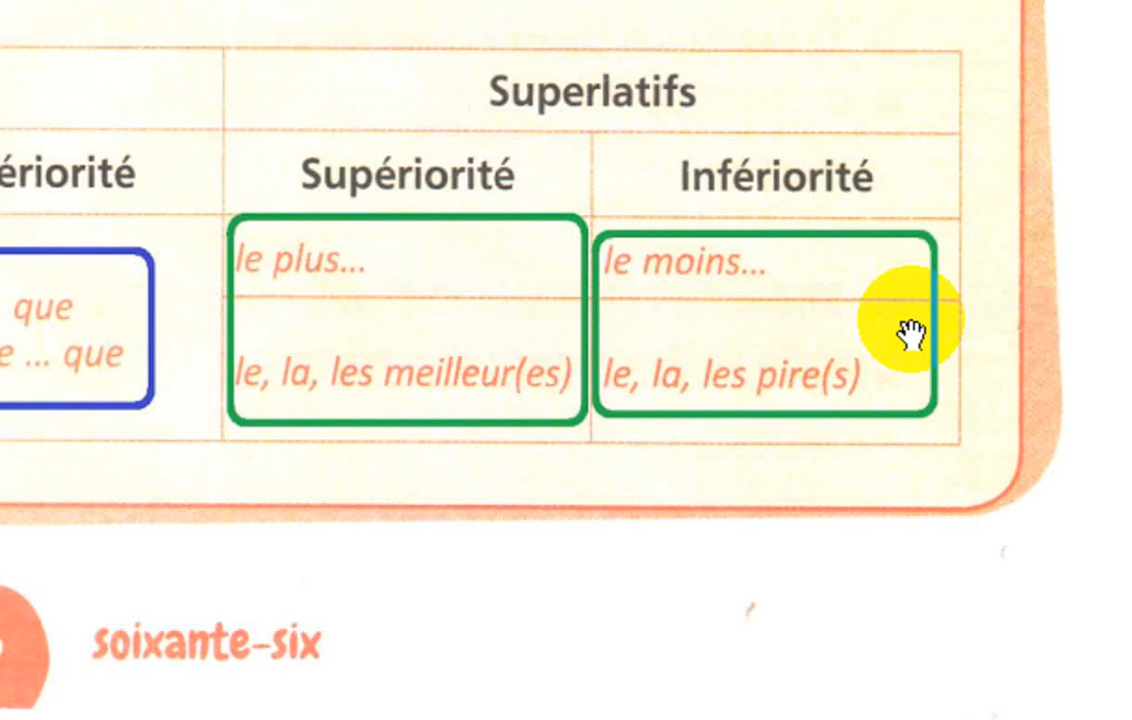 Superlatifs
ériorité Supériorité Infériorité
le plus... le moins...
que
e ... que
le, la, les meilleur(es) le, la, les pire(s)
soixante-six